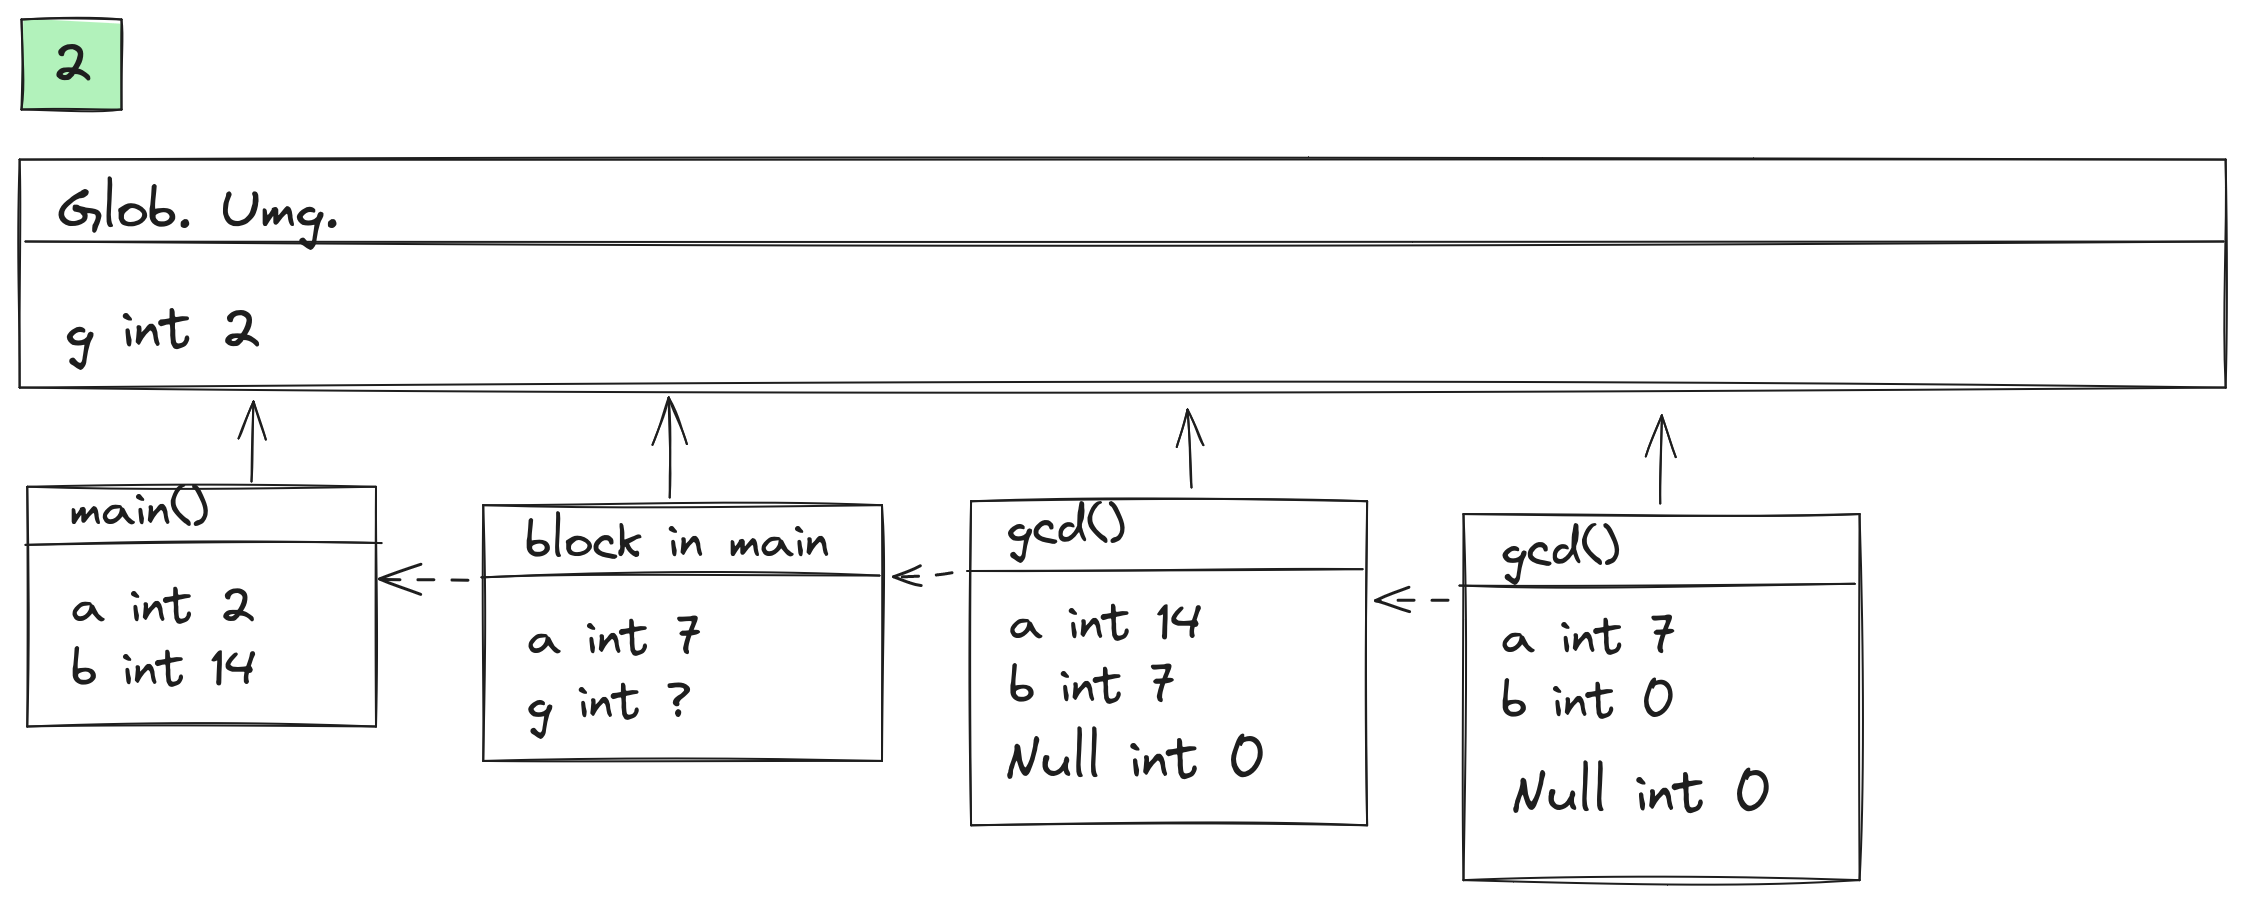 2
Glob. Umg.
g int 2
main()
a int 2
b int 14
block in main
a int 7
g int ?
gcd()
a int 14
b int 7
Null int 0
gcd()
a int 7
b int 0
Null int 0